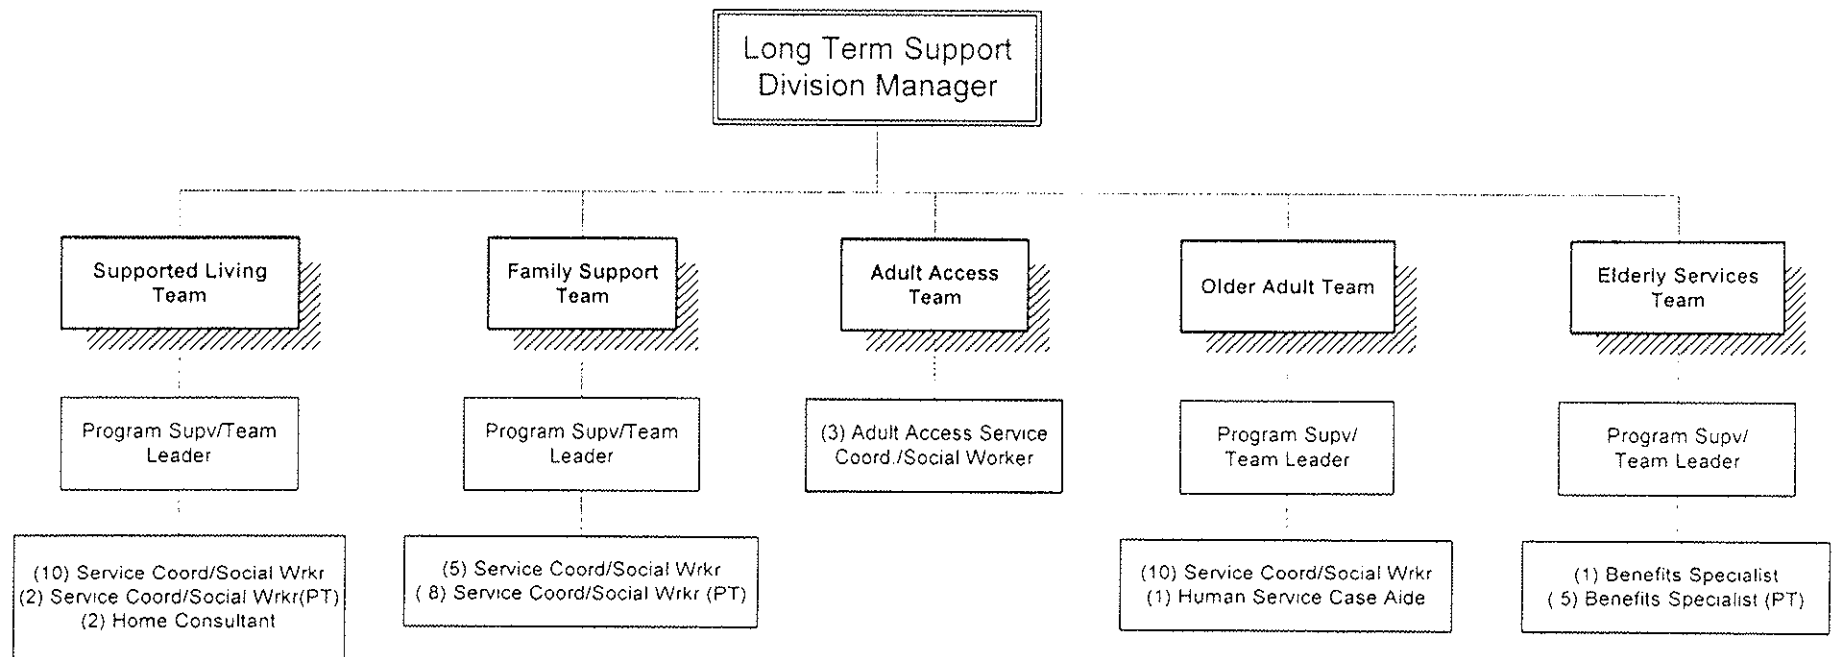 Long Term Support
Division Manager
Supported Living
Team
Family Support
Team
Adult Access
Team
Older Adult Team
Elderly Services
Team
Program Supv/Team
Leader
Program Supv/Team
Leader
(3) Adult Access Service
Coord./Social Worker
Program Supv/
Team Leader
Program Supv/
Team Leader
(10) Service Coord/Social Wrkr
(2) Service Coord/Social Wrkr(PT)
(2) Home Consultant
(5) Service Coord/Social Wrkr
( 8) Service Coord/Social Wrkr (PT)
(10) Service Coord/Social Wrkr
(1) Human Service Case Aide
(1) Benefits Specialist
( 5) Benefits Specialist (PT)